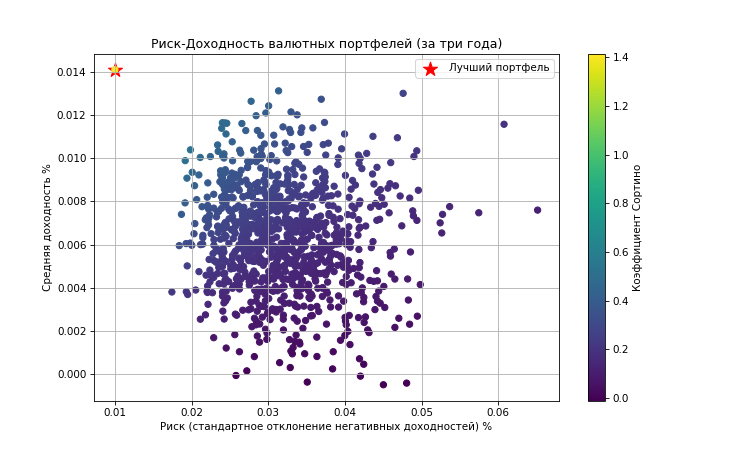 Риск-Доходность валютных портфелей (за три года)
Лучший портфель
Средняя доходность %
0.014
0.012
0.010
0.008
0.006
0.004
0.002
0.000
0.01 0.02 0.03 0.04 0.05 0.06
Риск (стандартное отклонение негативных доходностей) %
1.4
1.2
1.0
0.8
0.6
0.4
0.2
0.0
Коэффициент Сортино